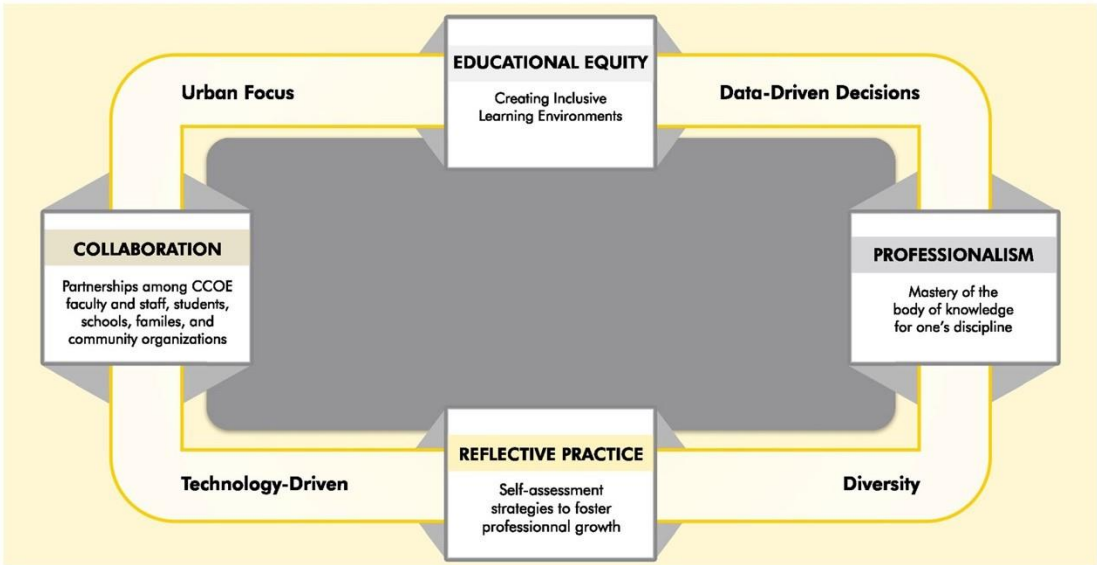 Urban Focus
EDUCATIONAL EQUITY
Creating Inclusive
Learning Environments
Data-Driven Decisions
COLLABORATION
Partnerships among CCOE
faculty and staff, students,
schools, familes, and
community organizations
PROFESSIONALISM
Mastery of the
body of knowledge
for one's discipline
Technology-Driven
REFLECTIVE PRACTICE
Self-assessment
strategies to foster
professionnal growth
Diversity